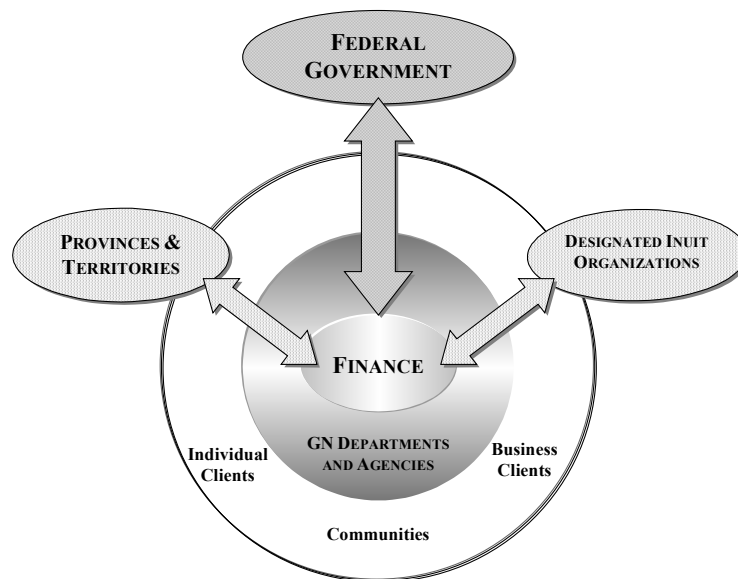 FEDERAL
GOVERNMENT
PROVINCES &
TERRITORIES
DESIGNATED INUIT
ORGANIZATIONS
FINANCE
GN DEPARTMENTS
AND AGENCIES
Individual
Clients
Business
Clients
Communities